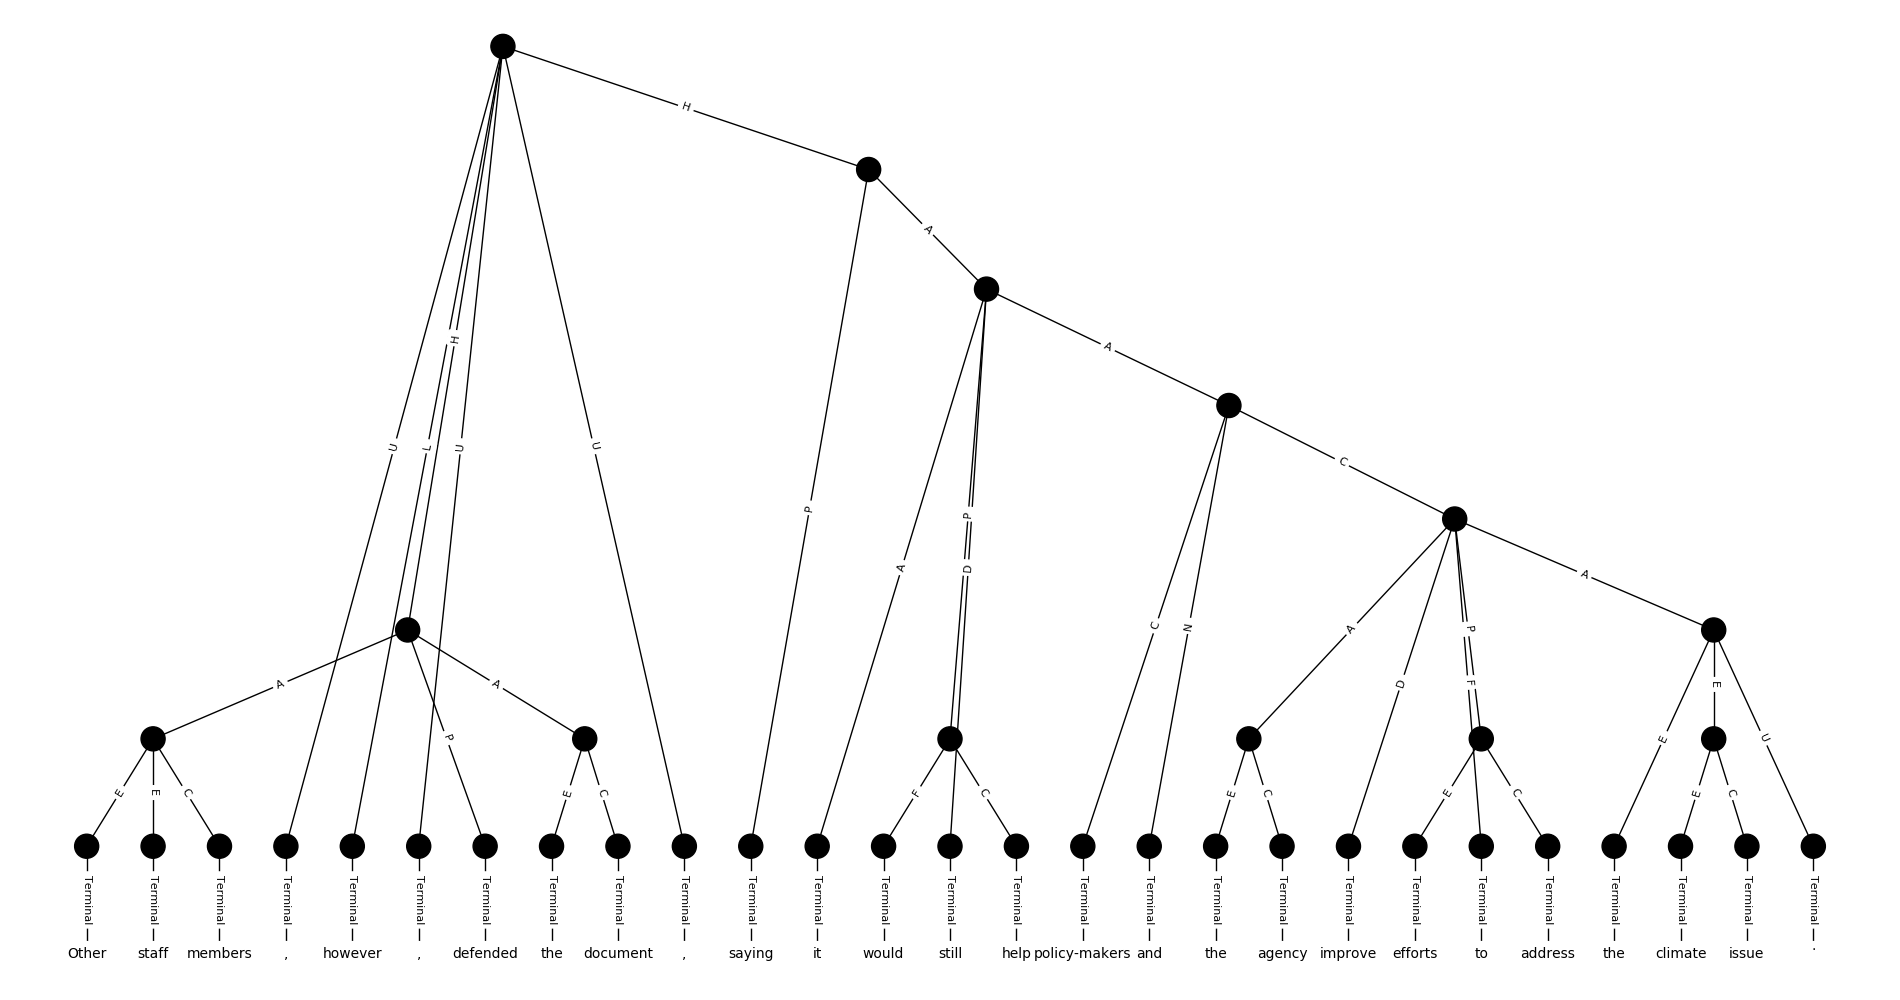 H
A
A
H
C
U
L
U
U
P
P
A
D
A
C
N
A
P
A
A
A
D
F
E
P
E
U
E
E
C
E
C
F
C
E
C
E
C
E
C
Terminal Terminal Terminal Terminal Terminal Terminal Terminal Terminal Terminal Terminal Terminal Terminal Terminal Terminal Terminal Terminal Terminal Terminal Terminal Terminal Terminal Terminal Terminal Terminal Terminal Terminal Terminal
Other staff members , however , defended the document , saying it would still help policy-makers and the agency improve efforts to address the climate issue .